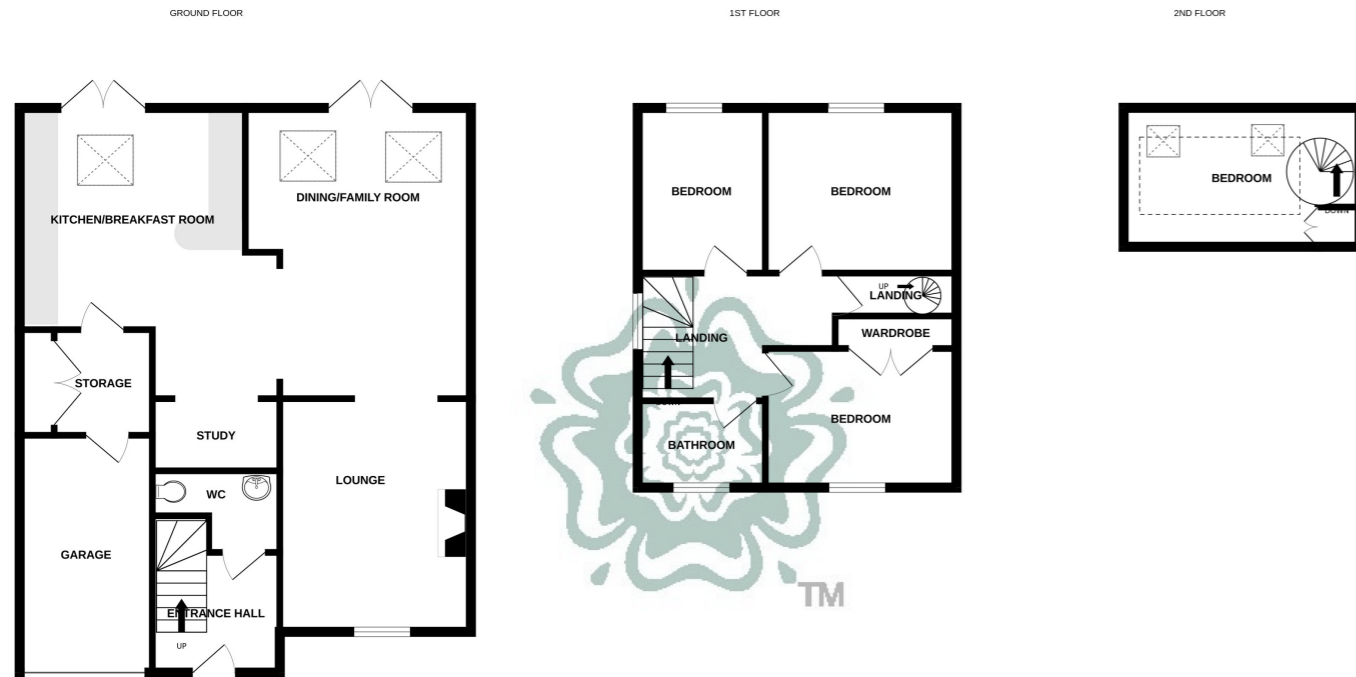 GROUND FLOOR
1ST FLOOR
2ND FLOOR
KITCHEN/BREAKFAST ROOM
DINING/FAMILY ROOM
STORAGE
STUDY
WC
LOUNGE
GARAGE
ENTRANCE HALL
UP
BEDROOM
BEDROOM
UP
LANDING
LANDING
WARDROBE
DOWN
BEDROOM
BATHROOM
TM
BEDROOM
DOWN